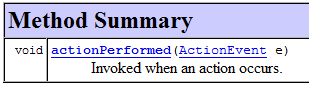 Method Summary
void actionPerformed(ActionEvent e)
Invoked when an action occurs.